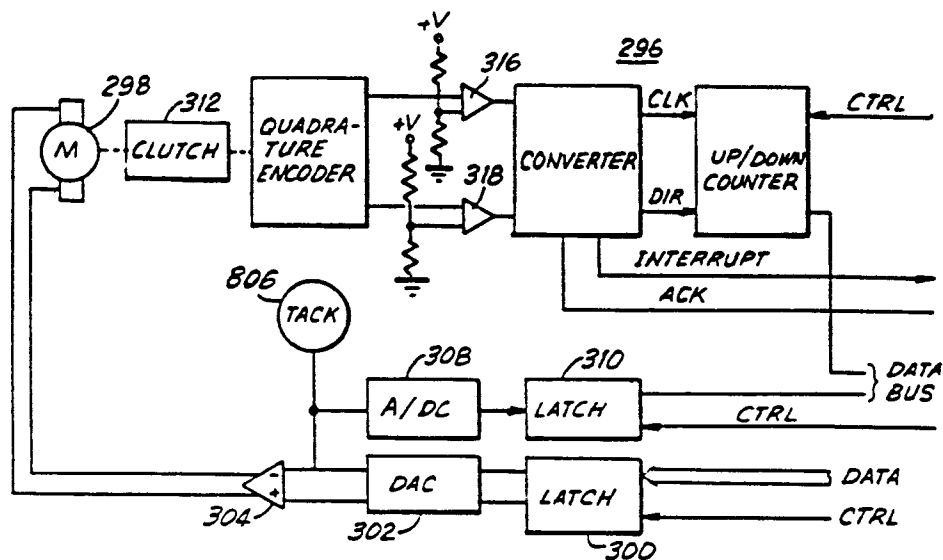 +V
316
296
298
312
CLK
CTRL
M
CLUTCH
QUADRA-
TURE
ENCODER
+V
CONVERTER
UP/DOWN
COUNTER
318
DIR
INTERRUPT
806
ACK
TACK
308
310
DATA
BUS
A/DC
LATCH
CTRL
-
+
DAC
LATCH
DATA
304
302
CTRL
300